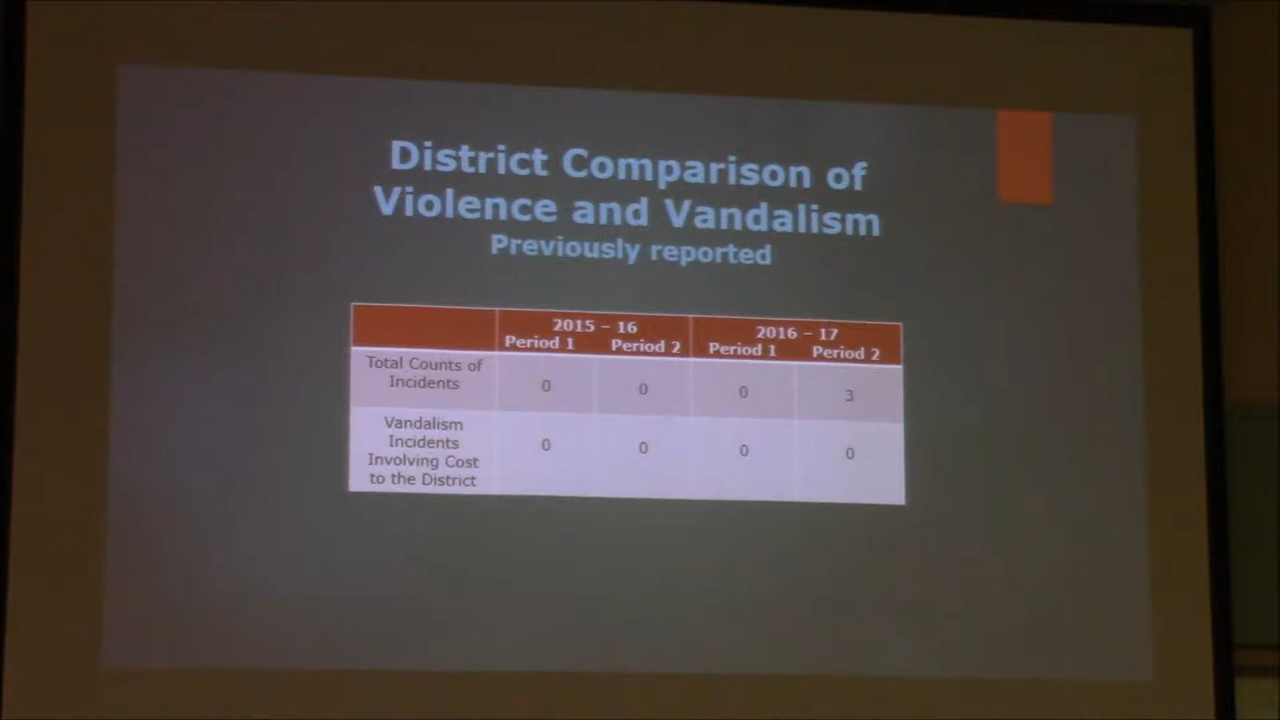 District Comparison of
Violence and Vandalism
Previously reported
2015 – 16 2016 – 17
Period 1 Period 2 Period 1 Period 2
Total Counts of
Incidents
0 0 0 3
Vandalism
Incidents
Involving Cost
to the District
0 0 0 0